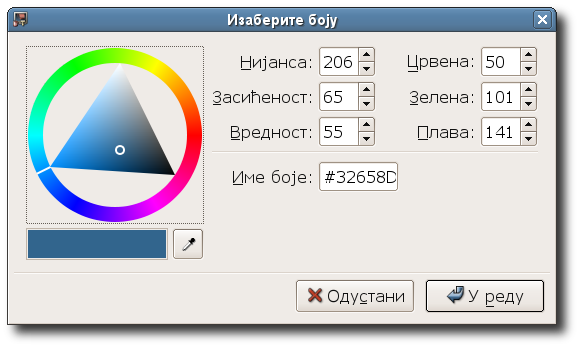 Изаберите боју
Нијанса: 206 Црвена: 50
Засићеност: 65 Зелена: 101
Вредност: 55 Плава: 141
Име боје: #32658D
Одустани У реду